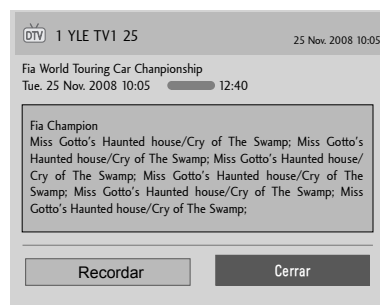 DTV 1 YLE TV1 25 25 Nov. 2008 10:05
Fia World Touring Car Chanpionship
Tue. 25 Nov. 2008 10:05 12:40
Fia Champion
Miss Gotto's Haunted house/Cry of The Swamp; Miss Gotto's
Haunted house/Cry of The Swamp; Miss Gotto's Haunted house/
Cry of The Swamp; Miss Gotto's Haunted house/Cry of The
Swamp; Miss Gotto's Haunted house/Cry of The Swamp; Miss
Gotto's Haunted house/Cry of The Swamp;
Recordar Cerrar